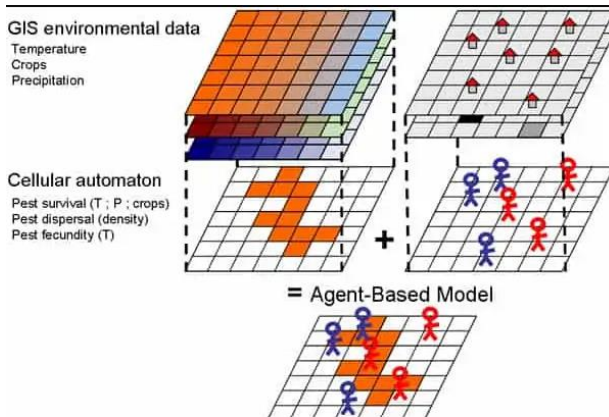 GIS environmental data
Temperature
Crops
Precipitation
Cellular automaton
Pest survival (T ; P ; crops)
Pest dispersal (density)
Pest fecundity (T)
+
= Agent-Based Model